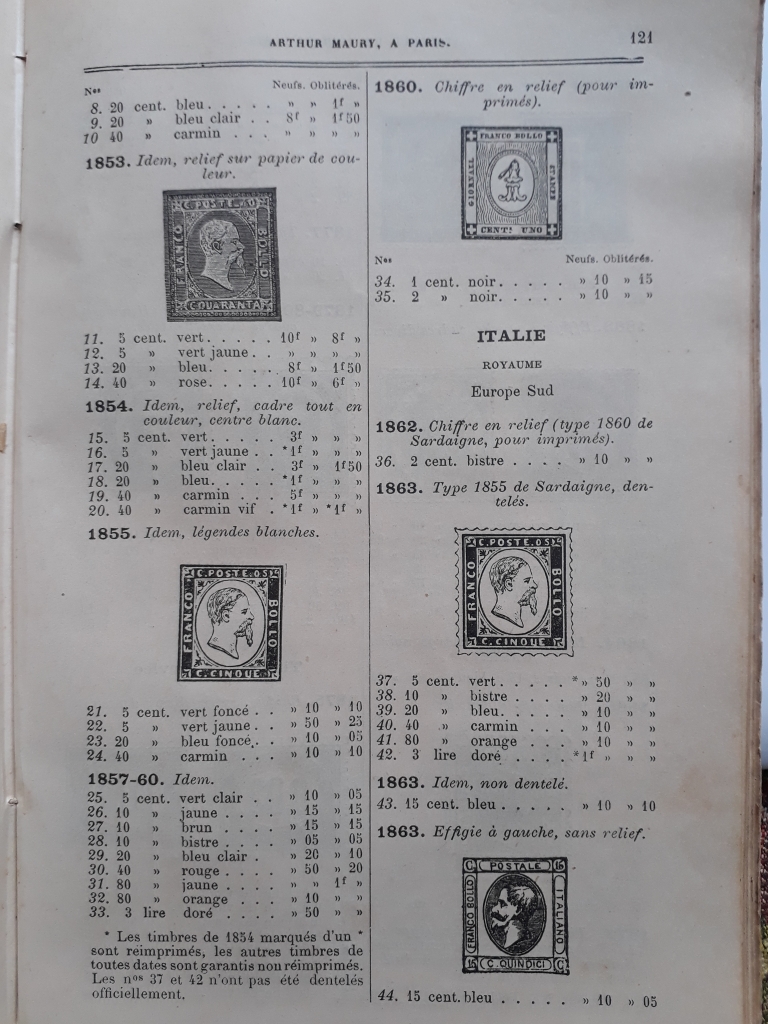 ARTHUR MAURY, A PARIS.
121
Nos Neufs. Oblitérés.
8. 20 cent. bleu . . . . . » » 1f »
9. 20 » bleu clair . . 8f » 1f50
10 40 » carmin . . . » » » »
1853. Idem, relief sur papier de cou-
leur.
C. POSTE. 40
FRANCO
BOLLO
C. QUARANTA
11. 5 cent. vert . . . . . 10f » 8f »
12. 5 » vert jaune . . » » » »
13. 20 » bleu. . . . . . 8f » 1f50
14. 40 » rose. . . . . . 10f » 6f »
1854. Idem, relief, cadre tout en
couleur, centre blanc.
15. 5 cent. vert . . . . . 3f » » »
16. 5 » vert jaune . . *1f » » »
17. 20 » bleu clair . . 3f » 1f50
18. 20 » bleu . . . . . *1f » » »
19. 40 » carmin . . . 5f » » »
20. 40 » carmin vif . *1f » *1f »
1855. Idem, légendes blanches.
C. POSTE. 05
FRANCO
BOLLO
C. CINQUE
21. 5 cent. vert foncé . . » 10 » 10
22. 5 » vert jaune . . » 50 » 25
23. 20 » bleu foncé . . » 10 » 05
24. 40 » carmin . . . » 10 » 10
1857-60. Idem.
25. 5 cent. vert clair . . » 10 » 05
26. 10 » jaune . . . . » 15 » 15
27. 10 » brun . . . . » 15 » 15
28. 10 » bistre . . . . » 05 » 05
29. 20 » bleu clair . » 20 » 10
30. 40 » rouge . . . . » 50 » 20
31. 80 » jaune . . . . » » 1f »
32. 80 » orange . . . » 10 » »
33. 3 lire doré . . . . » 50 » »
* Les timbres de 1854 marqués d'un *
sont réimprimés, les autres timbres de
toutes dates sont garantis non réimprimés.
Les nos 37 et 42 n'ont pas été dentelés
officiellement.
1860. Chiffre en relief (pour im-
primés).
FRANCO BOLLO
GIORNALI
STAMPE
1
CENT. UNO
Nos Neufs. Oblitérés.
34. 1 cent. noir . . . . . » 10 » 15
35. 2 » noir . . . . . » 10 » »
ITALIE
ROYAUME
Europe Sud
1862. Chiffre en relief (type 1860 de
Sardaigne, pour imprimés).
36. 2 cent. bistre . . . . » 10 » »
1863. Type 1855 de Sardaigne, den-
telés.
C. POSTE. 05
FRANCO
BOLLO
C. CINQUE
37. 5 cent. vert . . . . . *» 50 » »
38. 10 » bistre . . . . » 20 » »
39. 20 » bleu . . . . . » 10 » »
40. 40 » carmin . . . » 10 » »
41. 80 » orange . . . » 10 » »
42. 3 lire doré . . . . *1f » » »
1863. Idem, non dentelé.
43. 15 cent. bleu . . . . . » 10 » 10
1863. Effigie à gauche, sans relief.
C POSTALE 15
FRANCO BOLLO
ITALIANO
15 C. QUINDICI C
44. 15 cent. bleu . . . . . » 10 » 05